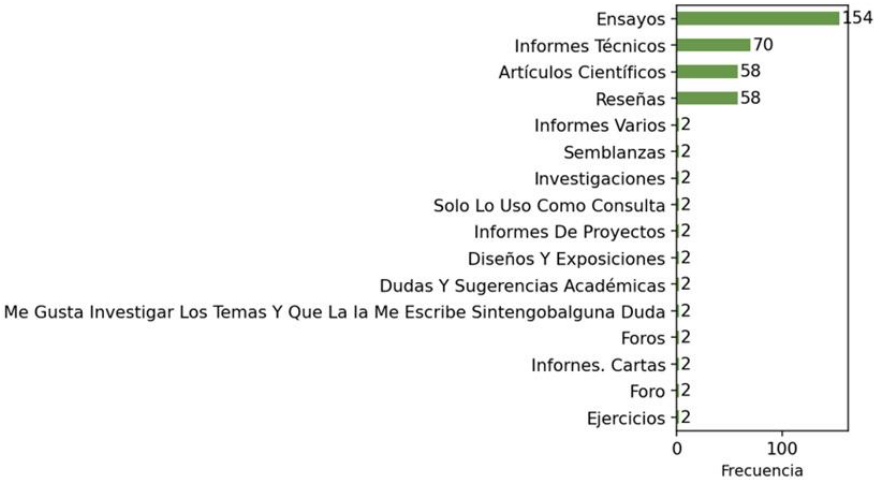 Ensayos 154
Informes Técnicos 70
Artículos Científicos 58
Reseñas 58
Informes Varios 2
Semblanzas 2
Investigaciones 2
Solo Lo Uso Como Consulta 2
Informes De Proyectos 2
Diseños Y Exposiciones 2
Dudas Y Sugerencias Académicas 2
Me Gusta Investigar Los Temas Y Que La Ia Me Escribe Sintengobalguna Duda 2
Foros 2
Infornes. Cartas 2
Foro 2
Ejercicios 2
0 100
Frecuencia